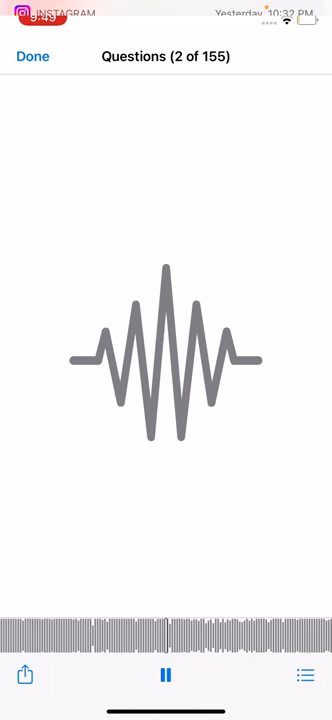 INSTAGRAM
Yesterday, 10:32 PM
9:49
Done
Questions (2 of 155)